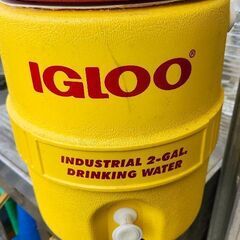 IGLOO®
INDUSTRIAL 2-GAL.
DRINKING WATER